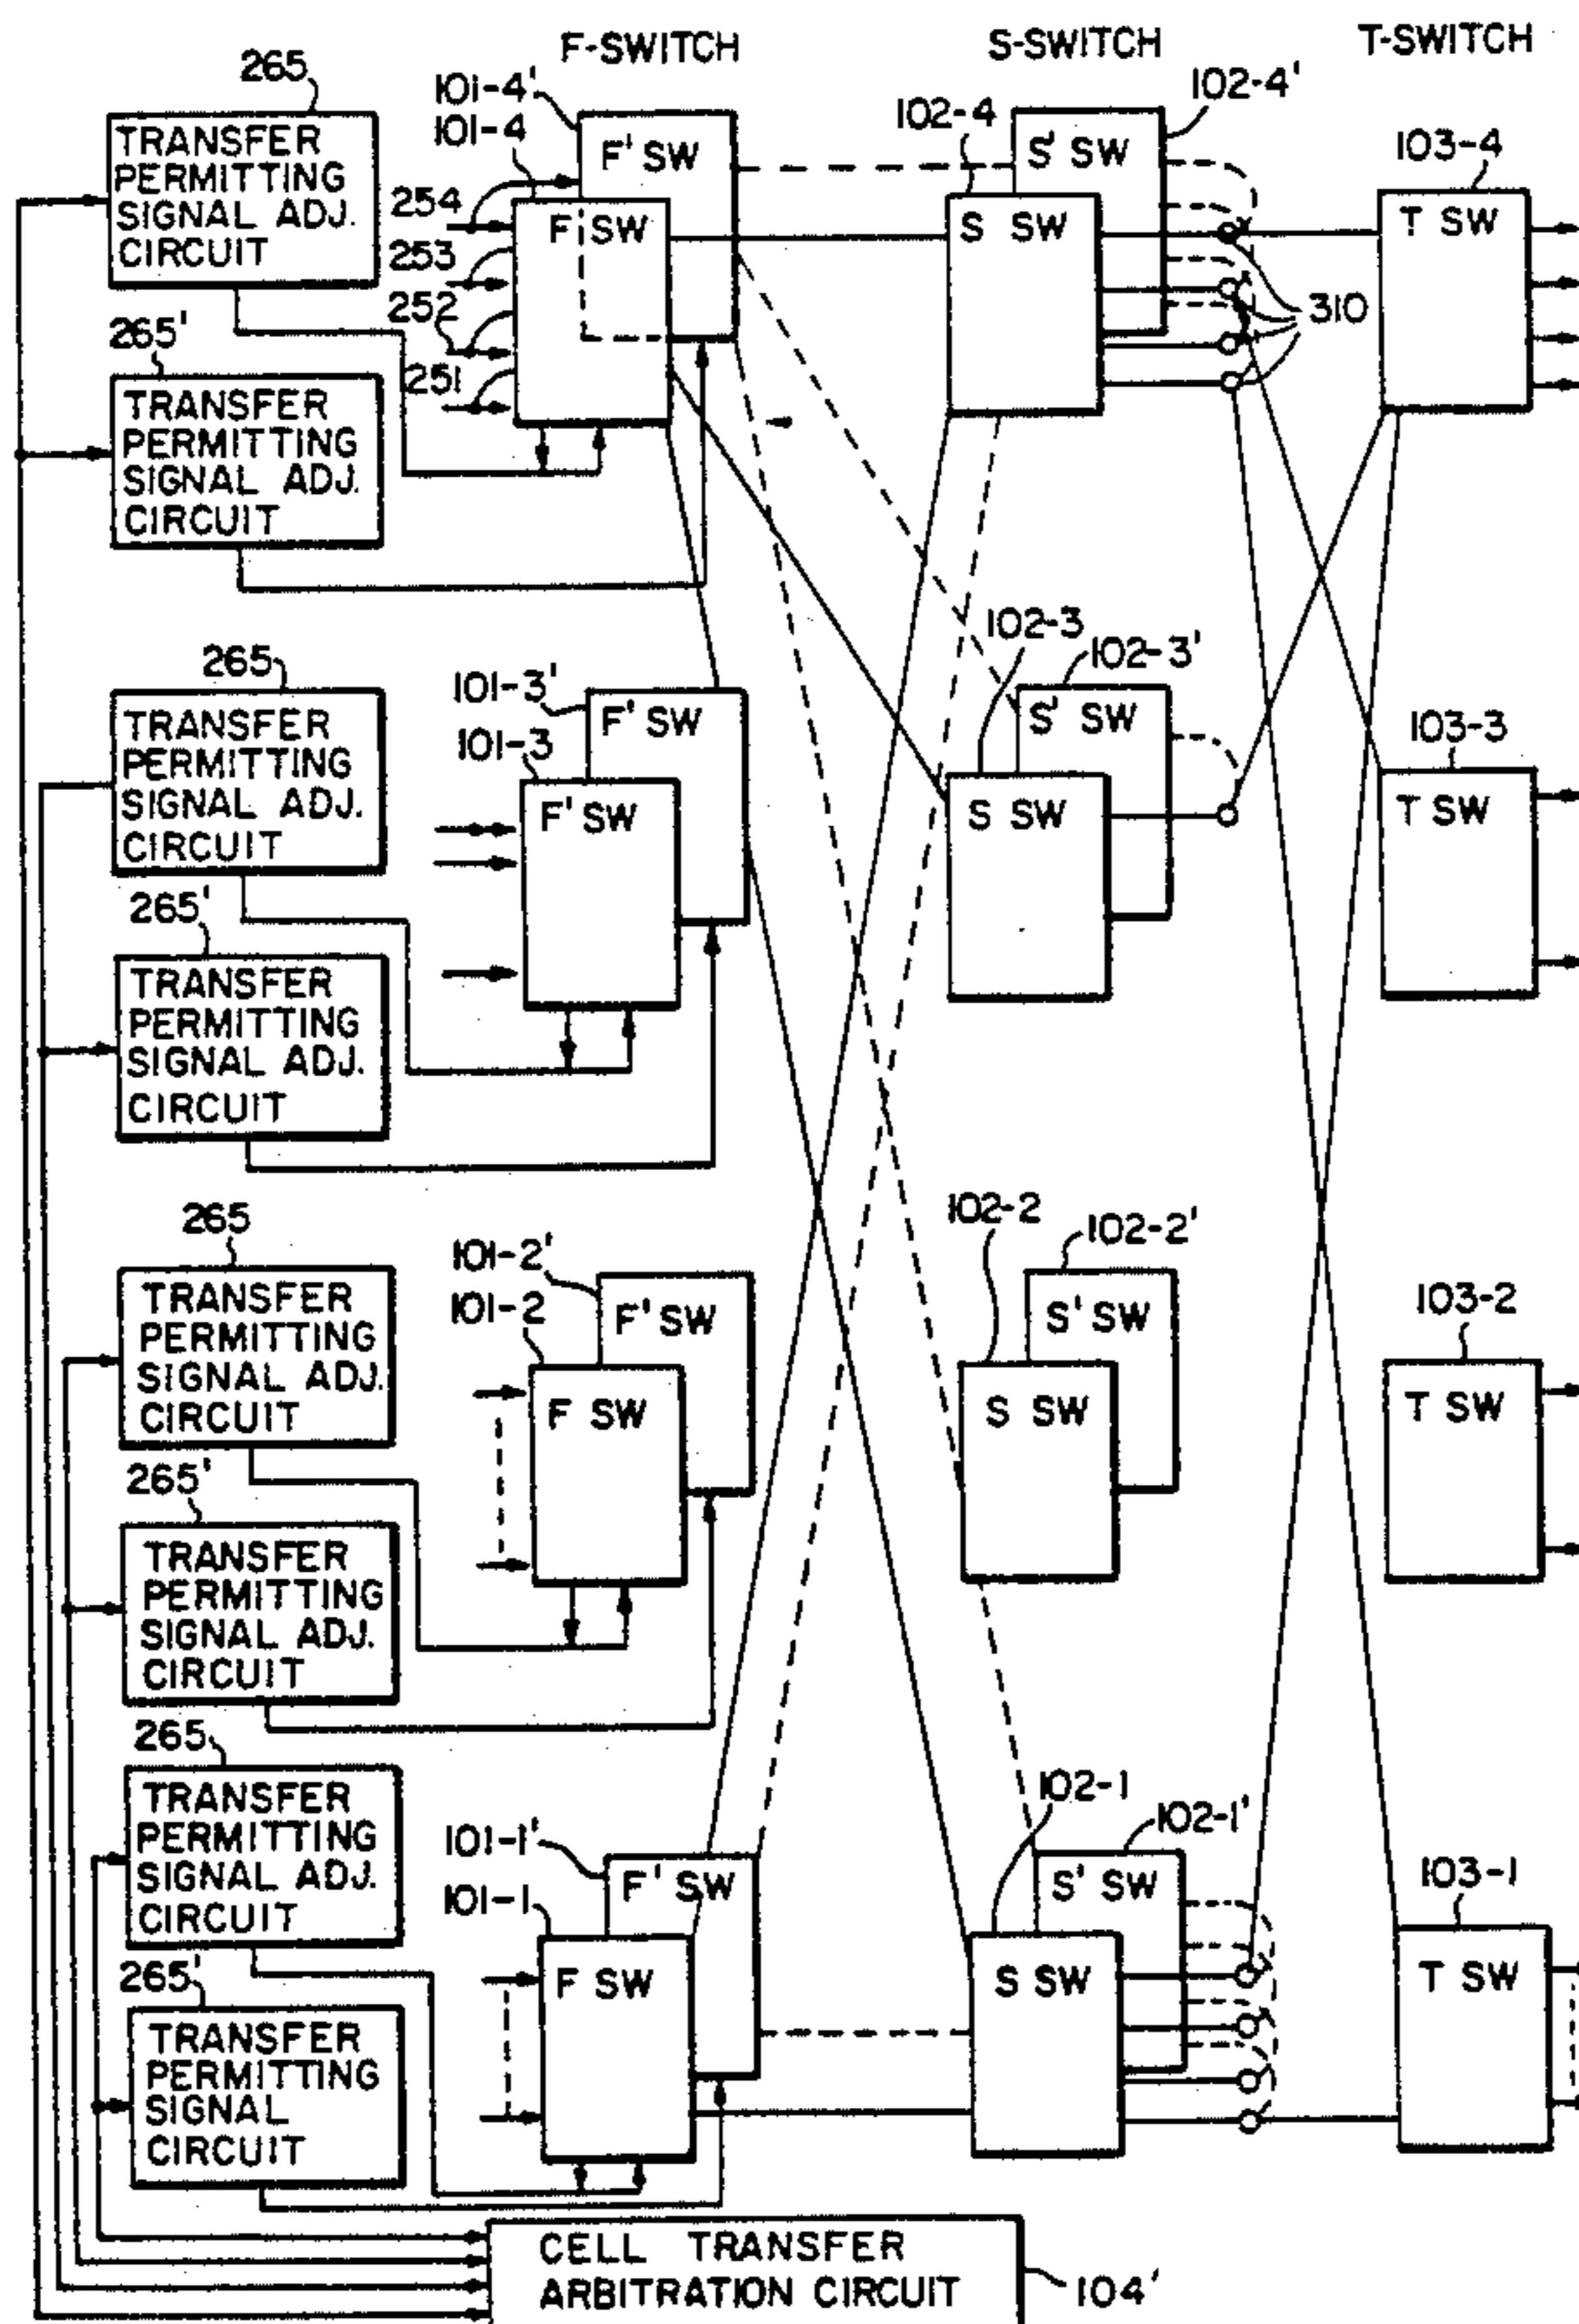 F-SWITCH
S-SWITCH
T-SWITCH
265
TRANSFER
PERMITTING
SIGNAL ADJ.
CIRCUIT
265'
TRANSFER
PERMITTING
SIGNAL ADJ.
CIRCUIT
101-4'
101-4
F' SW
F SW
254
253
252
251
102-4
102-4'
S' SW
S SW
310
103-4
T SW
265
TRANSFER
PERMITTING
SIGNAL ADJ.
CIRCUIT
265'
TRANSFER
PERMITTING
SIGNAL ADJ.
CIRCUIT
101-3'
101-3
F' SW
F' SW
102-3
102-3'
S' SW
S SW
103-3
T SW
265
TRANSFER
PERMITTING
SIGNAL ADJ.
CIRCUIT
265'
TRANSFER
PERMITTING
SIGNAL ADJ.
CIRCUIT
101-2'
101-2
F' SW
F SW
102-2
102-2'
S' SW
S SW
103-2
T SW
265
TRANSFER
PERMITTING
SIGNAL ADJ.
CIRCUIT
265'
TRANSFER
PERMITTING
SIGNAL
CIRCUIT
101-1'
101-1
F' SW
F SW
102-1
102-1'
S' SW
S SW
103-1
T SW
CELL TRANSFER
ARBITRATION CIRCUIT
104'